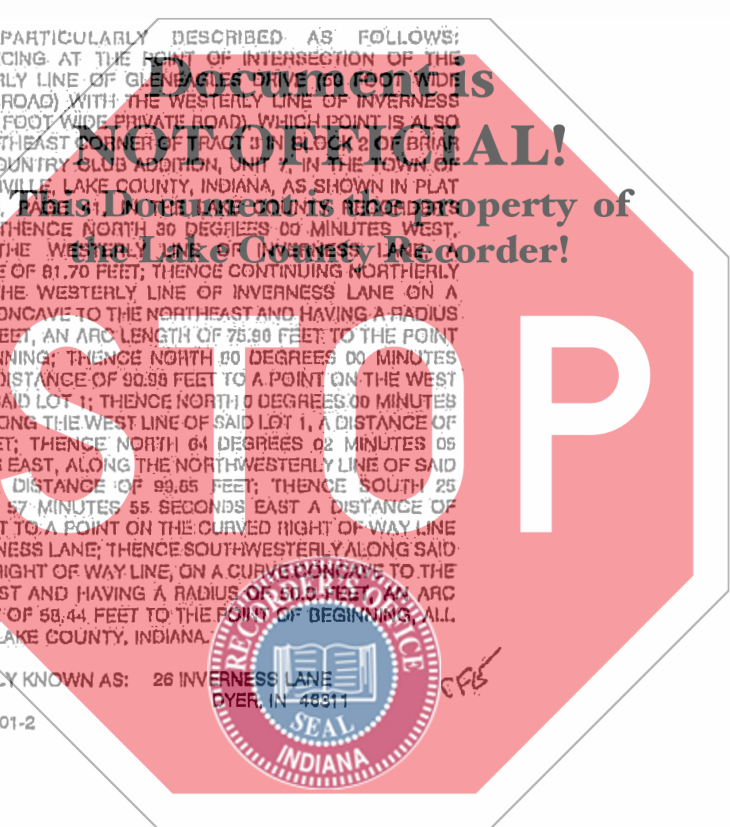 PARTICULARLY DESCRIBED AS FOLLOWS:
CING AT THE POINT OF INTERSECTION OF THE
RLY LINE OF GLENEAGLES DRIVE (60 FOOT WIDE
ROAD) WITH THE WESTERLY LINE OF INVERNESS
FOOT WIDE PRIVATE ROAD), WHICH POINT IS ALSO
THEAST CORNER OF TRACT 3 IN BLOCK 2 OF BRIAR
OUNTRY CLUB ADDITION, UNIT 7, IN THE TOWN OF
VILLE, LAKE COUNTY, INDIANA, AS SHOWN IN PLAT
PAGE IN THE LAKE COUNTY RECORDER'S
THENCE NORTH 30 DEGREES 00 MINUTES WEST,
THE WESTERLY LINE OF INVERNESS LANE A
E OF 81.70 FEET; THENCE CONTINUING NORTHERLY
HE WESTERLY LINE OF INVERNESS LANE ON A
ONCAVE TO THE NORTHEAST AND HAVING A RADIUS
EET, AN ARC LENGTH OF 75.90 FEET TO THE POINT
NNING; THENCE NORTH DEGREES 00 MINUTES
DISTANCE OF 90.98 FEET TO A POINT ON THE WEST
SAID LOT 1; THENCE NORTH 0 DEGREES 00 MINUTES
ONG THE WEST LINE OF SAID LOT 1, A DISTANCE OF
ET; THENCE NORTH 64 DEGREES 02 MINUTES 05
EAST, ALONG THE NORTHWESTERLY LINE OF SAID
DISTANCE OF 99.65 FEET; THENCE SOUTH 25
57 MINUTES 55 SECONDS EAST A DISTANCE OF
T TO A POINT ON THE CURVED RIGHT OF WAY LINE
NESS LANE; THENCE SOUTHWESTERLY ALONG SAID
RIGHT OF WAY LINE, ON A CURVE CONCAVE TO THE
ST AND HAVING A RADIUS OF FEET, AN ARC
OF 58.44 FEET TO THE POINT OF BEGINNING, ALL
LAKE COUNTY, INDIANA.
LY KNOWN AS: 26 INVERNESS LANE
DYER, IN 46311
01-2
Document is
NOT OFFICIAL!
This Document is the property of
the Lake County Recorder!
STOP
RECORDER'S OFFICE
SEAL
INDIANA